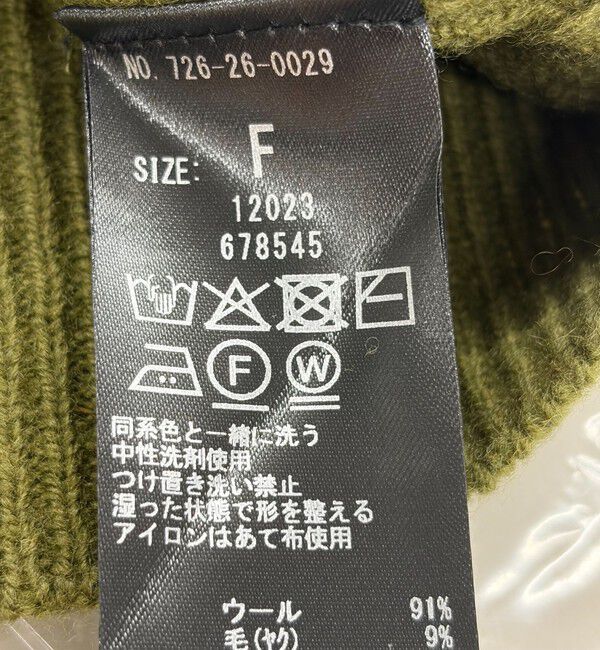 NO. 726-26-0029
SIZE: F
12023
678545
F W
同系色と一緒に洗う
中性洗剤使用
つけ置き洗い禁止
湿った状態で形を整える
アイロンはあて布使用
ウール 91%
毛(ヤク) 9%